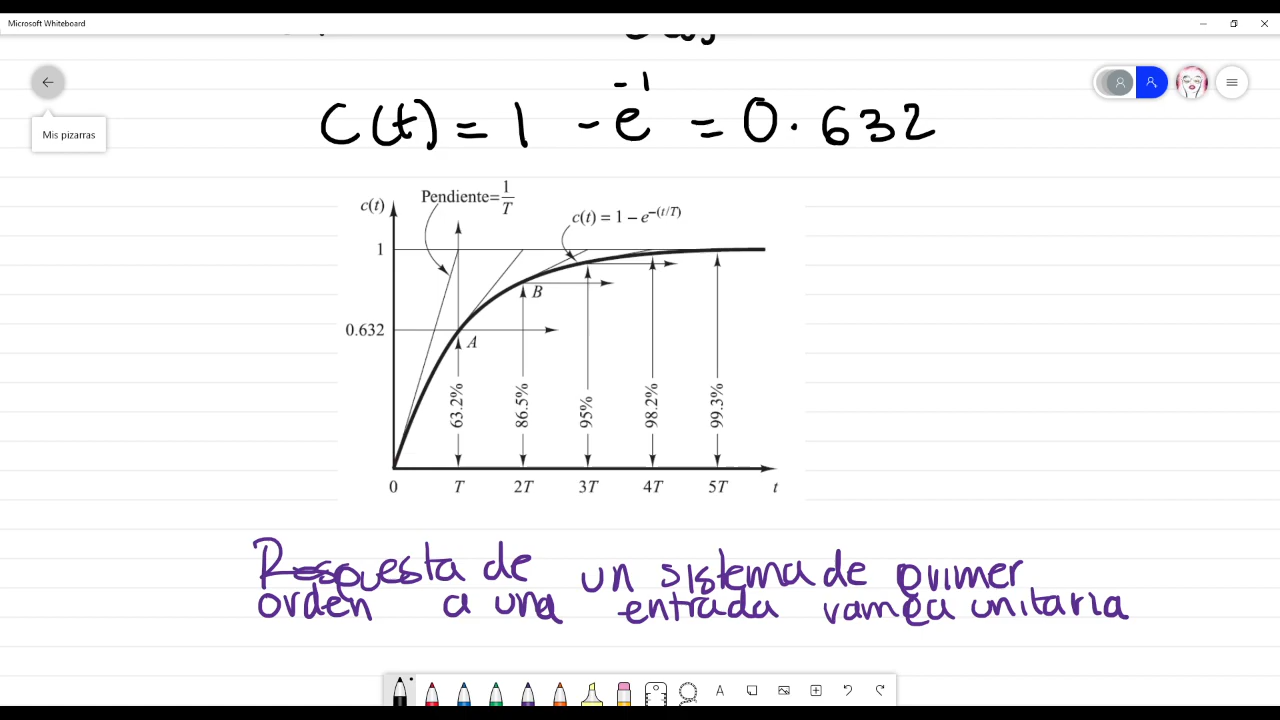 Microsoft Whiteboard
Mis pizarras
C(t) = 1 - e^-1 = 0.632
Pendiente=1/T
c(t)
c(t) = 1 – e^–(t/T)
1
B
0.632
A
63.2% 86.5% 95% 98.2% 99.3%
0 T 2T 3T 4T 5T t
Respuesta de un sistema de primer
orden a una entrada rampa unitaria
A